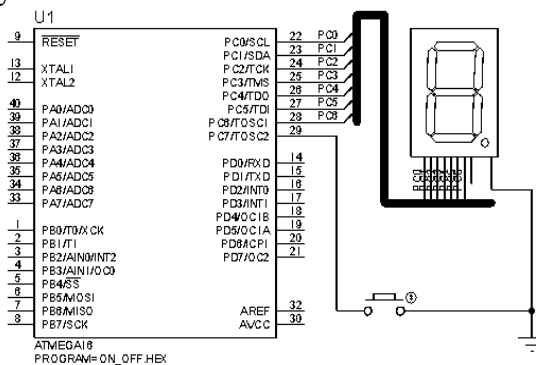 U1
9 RESET
13 XTAL1
12 XTAL2
40 PA0/ADC0
39 PA1/ADC1
38 PA2/ADC2
37 PA3/ADC3
36 PA4/ADC4
35 PA5/ADC5
34 PA6/ADC6
33 PA7/ADC7
1 PB0/T0/XCK
2 PB1/T1
3 PB2/AIN0/INT2
4 PB3/AIN1/OC0
5 PB4/SS
6 PB5/MOSI
7 PB6/MISO
8 PB7/SCK
PC0/SCL 22 PC0
PC1/SDA 23 PC1
PC2/TCK 24 PC2
PC3/TMS 25 PC3
PC4/TDO 26 PC4
PC5/TDI 27 PC5
PC6/TOSC1 28 PC6
PC7/TOSC2 29
PD0/RXD 14
PD1/TXD 15
PD2/INT0 16
PD3/INT1 17
PD4/OC1B 18
PD5/OC1A 19
PD6/ICP1 20
PD7/OC2 21
AREF 32
AVCC 30
ATMEGA16
PROGRAM=ON_OFF.HEX